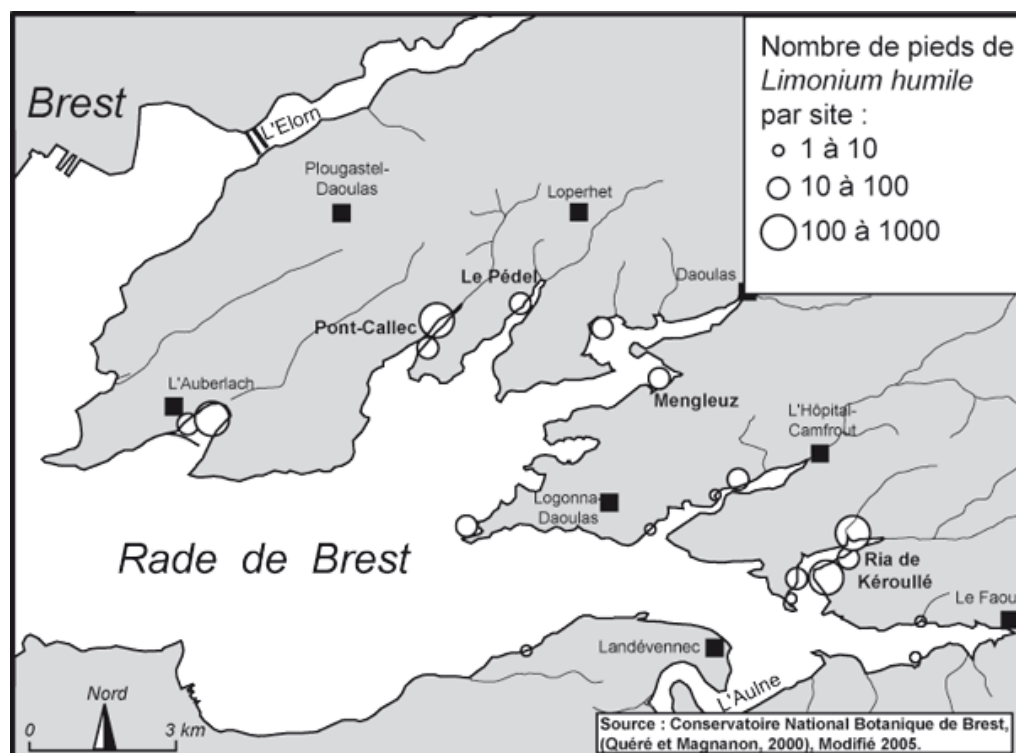 Nombre de pieds de
Limonium humile
par site :
1 à 10
10 à 100
100 à 1000
Brest
L'Elorn
Plougastel-
Daoulas
Loperhet
Le Pédel
Daoulas
Pont-Callec
L'Auberlach
Mengleuz
L'Hôpital-
Camfrout
Logonna-
Daoulas
Rade de Brest
Ria de
Kéroullé
Le Faou
Landévennec
L'Aulne
Nord
0 3 km
Source : Conservatoire National Botanique de Brest,
(Quéré et Magnanon, 2000), Modifié 2005.